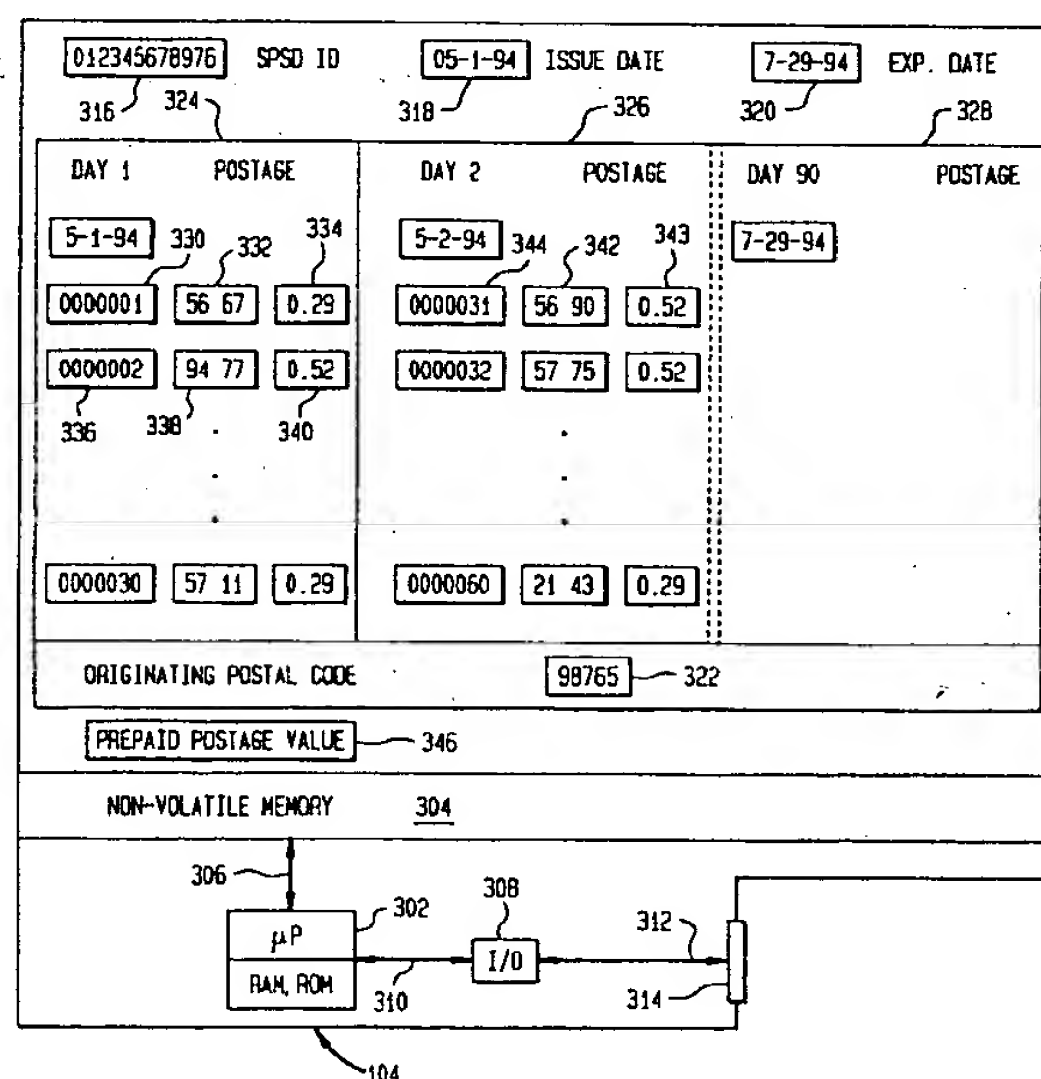 012345678976 SPSD ID 05-1-94 ISSUE DATE 7-29-94 EXP. DATE
316 324 318 326 320 328
DAY 1 POSTAGE DAY 2 POSTAGE DAY 90 POSTAGE
5-1-94 330 332 334 5-2-94 344 342 343 7-29-94
0000001 56 67 0.29 0000031 56 90 0.52
0000002 94 77 0.52 0000032 57 75 0.52
336 338 340
0000030 57 11 0.29 0000060 21 43 0.29
ORIGINATING POSTAL CODE 98765 322
PREPAID POSTAGE VALUE 346
NON-VOLATILE MEMORY 304
306 302 308 312
μP I/O
RAM, ROM 310 314
104